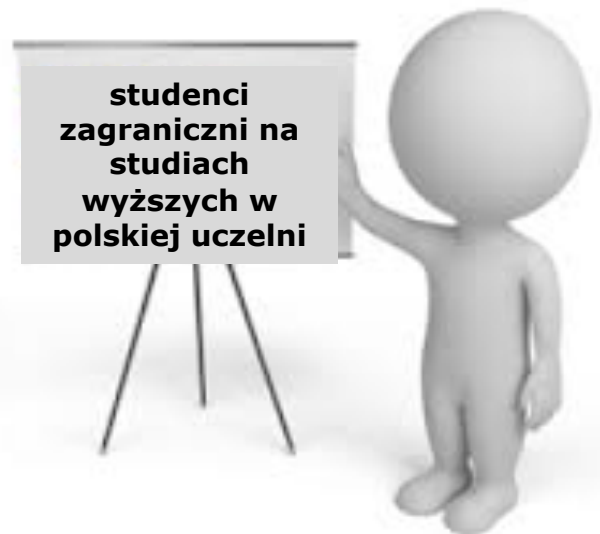 studenci
zagraniczni na
studiach
wyższych w
polskiej uczelni